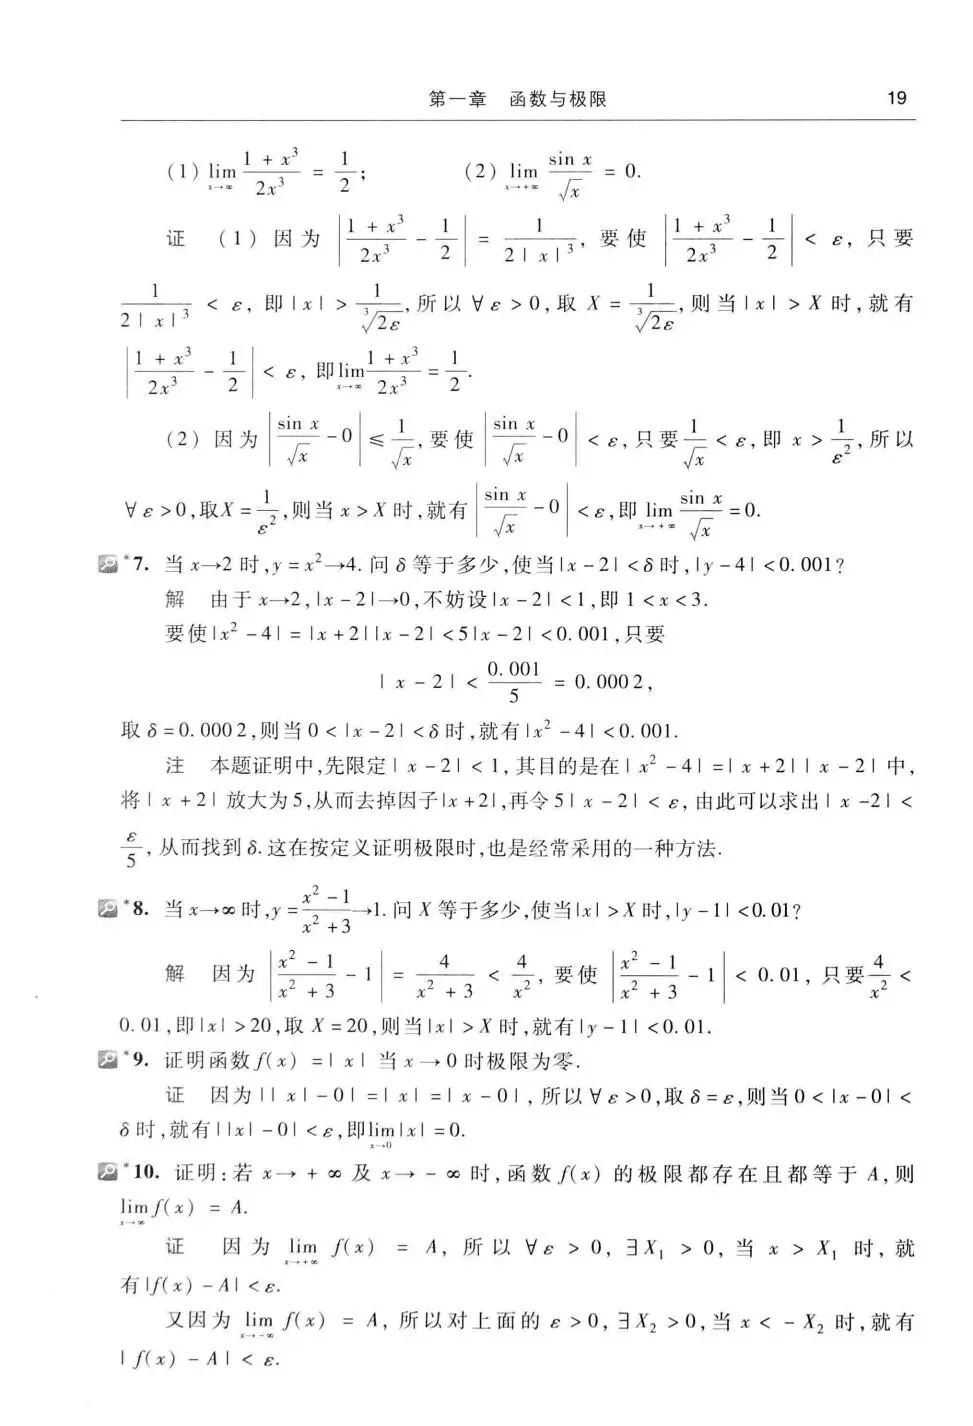 第一章 函数与极限 19
(1) $\lim\limits_{x\to\infty}\frac{1+x^3}{2x^3}=\frac{1}{2}$; (2) $\lim\limits_{x\to+\infty}\frac{\sin x}{\sqrt{x}}=0$.
证 (1) 因为 $\left|\frac{1+x^3}{2x^3}-\frac{1}{2}\right|=\frac{1}{2|x|^3}$, 要使 $\left|\frac{1+x^3}{2x^3}-\frac{1}{2}\right|<\varepsilon$, 只要
$\frac{1}{2|x|^3}<\varepsilon$, 即 $|x|>\frac{1}{\sqrt[3]{2\varepsilon}}$, 所以 $\forall\varepsilon>0$, 取 $X=\frac{1}{\sqrt[3]{2\varepsilon}}$, 则当 $|x|>X$ 时, 就有
$\left|\frac{1+x^3}{2x^3}-\frac{1}{2}\right|<\varepsilon$, 即 $\lim\limits_{x\to\infty}\frac{1+x^3}{2x^3}=\frac{1}{2}$.
(2) 因为 $\left|\frac{\sin x}{\sqrt{x}}-0\right|\leq\frac{1}{\sqrt{x}}$, 要使 $\left|\frac{\sin x}{\sqrt{x}}-0\right|<\varepsilon$, 只要 $\frac{1}{\sqrt{x}}<\varepsilon$, 即 $x>\frac{1}{\varepsilon^2}$, 所以
$\forall\varepsilon>0$, 取 $X=\frac{1}{\varepsilon^2}$, 则当 $x>X$ 时, 就有 $\left|\frac{\sin x}{\sqrt{x}}-0\right|<\varepsilon$, 即 $\lim\limits_{x\to+\infty}\frac{\sin x}{\sqrt{x}}=0$.
*7. 当 $x\to2$ 时, $y=x^2\to4$. 问 $\delta$ 等于多少, 使当 $|x-2|<\delta$ 时, $|y-4|<0.001$?
解 由于 $x\to2$, $|x-2|\to0$, 不妨设 $|x-2|<1$, 即 $1<x<3$.
要使 $|x^2-4|=|x+2||x-2|<5|x-2|<0.001$, 只要
$|x-2|<\frac{0.001}{5}=0.000 2$,
取 $\delta=0.000 2$, 则当 $0<|x-2|<\delta$ 时, 就有 $|x^2-4|<0.001$.
注 本题证明中, 先限定 $|x-2|<1$, 其目的是在 $|x^2-4|=|x+2||x-2|$ 中,
将 $|x+2|$ 放大为 5, 从而去掉因子 $|x+2|$, 再令 $5|x-2|<\varepsilon$, 由此可以求出 $|x-2|<$
$\frac{\varepsilon}{5}$, 从而找到 $\delta$. 这在按定义证明极限时, 也是经常采用的一种方法.
*8. 当 $x\to\infty$ 时, $y=\frac{x^2-1}{x^2+3}\to1$. 问 $X$ 等于多少, 使当 $|x|>X$ 时, $|y-1|<0.01$?
解 因为 $\left|\frac{x^2-1}{x^2+3}-1\right|=\frac{4}{x^2+3}<\frac{4}{x^2}$, 要使 $\left|\frac{x^2-1}{x^2+3}-1\right|<0.01$, 只要 $\frac{4}{x^2}<$
$0.01$, 即 $|x|>20$, 取 $X=20$, 则当 $|x|>X$ 时, 就有 $|y-1|<0.01$.
*9. 证明函数 $f(x)=|x|$ 当 $x\to0$ 时极限为零.
证 因为 $||x|-0|=|x|=|x-0|$, 所以 $\forall\varepsilon>0$, 取 $\delta=\varepsilon$, 则当 $0<|x-0|<$
$\delta$ 时, 就有 $||x|-0|<\varepsilon$, 即 $\lim\limits_{x\to0}|x|=0$.
*10. 证明: 若 $x\to+\infty$ 及 $x\to-\infty$ 时, 函数 $f(x)$ 的极限都存在且都等于 $A$, 则
$\lim\limits_{x\to\infty}f(x)=A$.
证 因为 $\lim\limits_{x\to+\infty}f(x)=A$, 所以 $\forall\varepsilon>0$, $\exists X_1>0$, 当 $x>X_1$ 时, 就
有 $|f(x)-A|<\varepsilon$.
又因为 $\lim\limits_{x\to-\infty}f(x)=A$, 所以对上面的 $\varepsilon>0$, $\exists X_2>0$, 当 $x<-X_2$ 时, 就有
$|f(x)-A|<\varepsilon$.